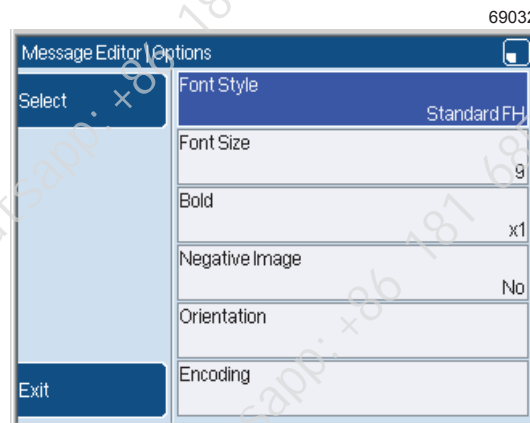 69032
Message Editor \ Options
Select
Font Style
Standard FH
Font Size
9
Bold
x1
Negative Image
No
Orientation
Encoding
Exit